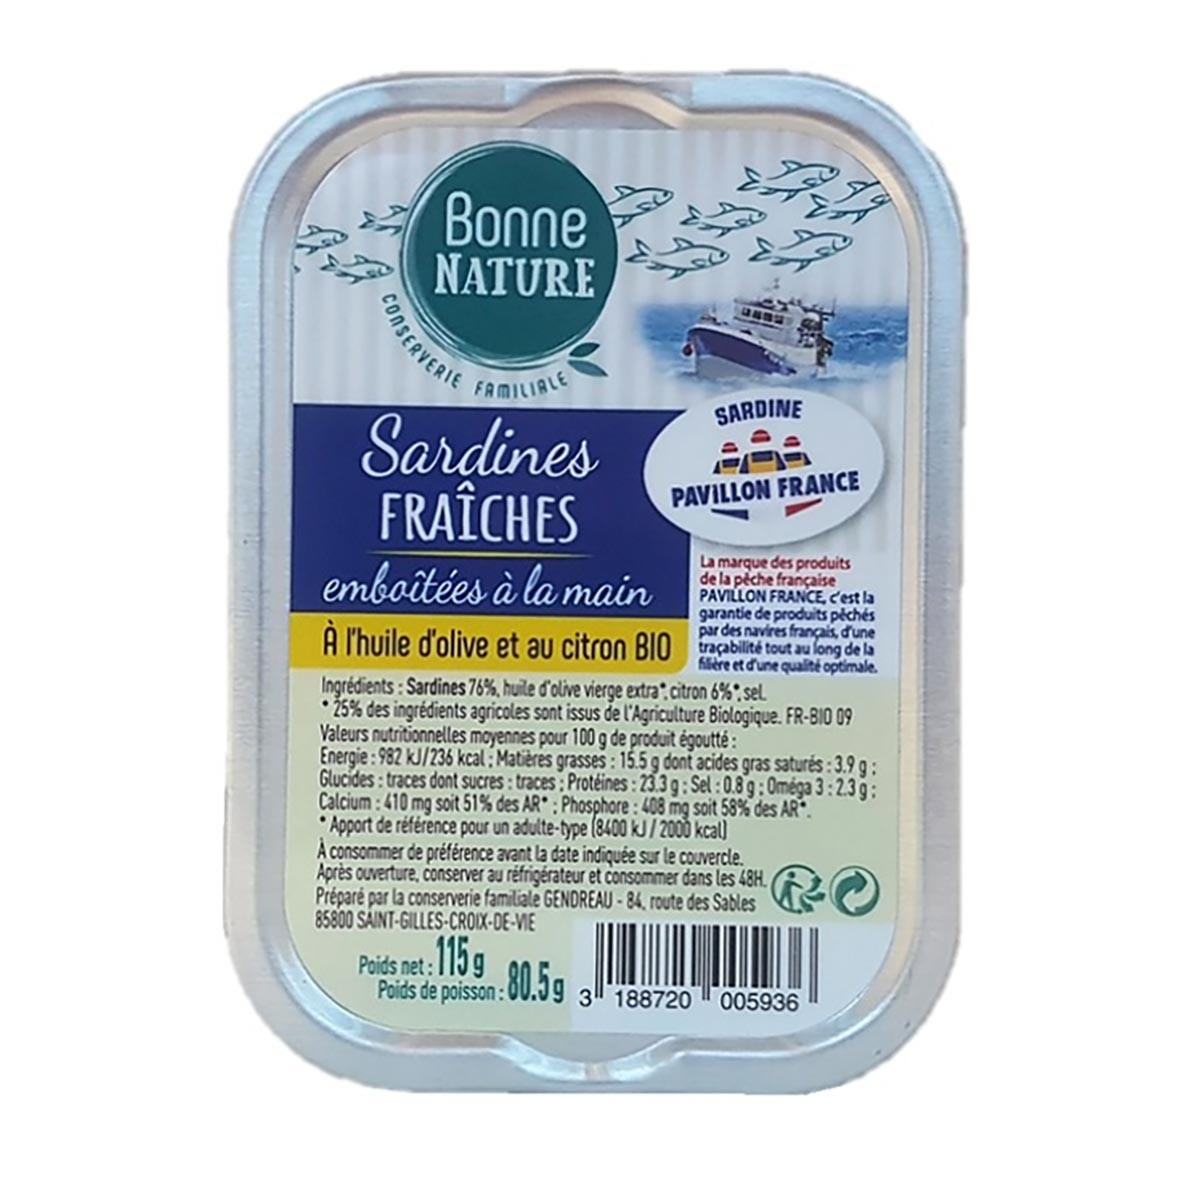 Bonne
NATURE
CONSERVERIE FAMILIALE
SARDINE
PAVILLON FRANCE
Sardines
FRAÎCHES
emboîtées à la main
À l'huile d'olive et au citron BIO
La marque des produits
de la pêche française
PAVILLON FRANCE, c'est la
garantie de produits pêchés
par des navires français, d'une
traçabilité tout au long de la
filière et d'une qualité optimale.
Ingrédients : Sardines 76%, huile d'olive vierge extra*, citron 6%*, sel.
* 25% des ingrédients agricoles sont issus de l'Agriculture Biologique. FR-BIO 09
Valeurs nutritionnelles moyennes pour 100 g de produit égoutté :
Energie : 982 kJ/236 kcal ; Matières grasses : 15.5 g dont acides gras saturés : 3.9 g ;
Glucides : traces dont sucres : traces ; Protéines : 23.3 g ; Sel : 0.8 g ; Oméga 3 : 2.3 g ;
Calcium : 410 mg soit 51% des AR* ; Phosphore : 408 mg soit 58% des AR*.
* Apport de référence pour un adulte-type (8400 kJ / 2000 kcal)
À consommer de préférence avant la date indiquée sur le couvercle.
Après ouverture, conserver au réfrigérateur et consommer dans les 48H.
Préparé par la conserverie familiale GENDREAU - 84, route des Sables
85800 SAINT-GILLES-CROIX-DE-VIE
Poids net : 115 g
Poids de poisson : 80.5 g
3 188720 005936